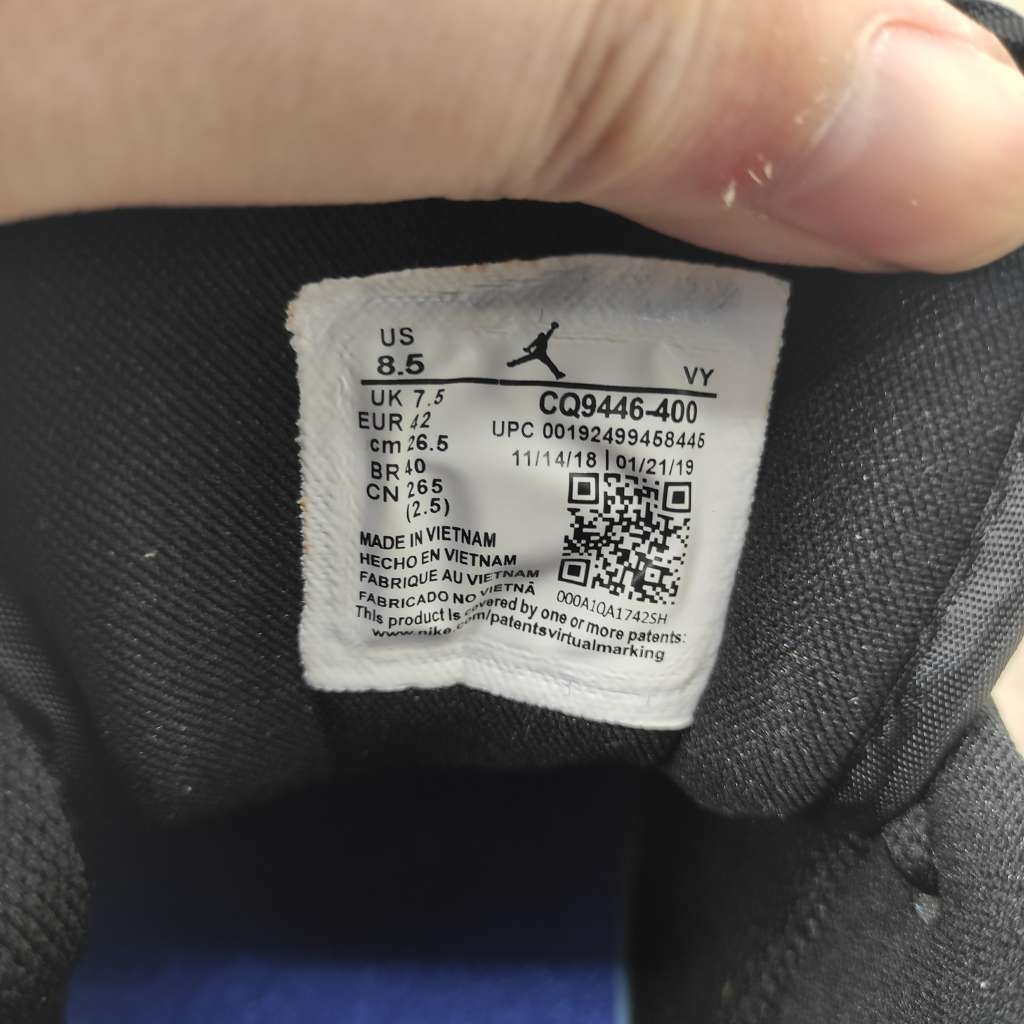 US
8.5
VY
UK 7.5
EUR 42
cm 26.5
BR 40
CN 265
(2.5)
CQ9446-400
UPC 00192499458445
11/14/18 | 01/21/19
MADE IN VIETNAM
HECHO EN VIETNAM
FABRIQUE AU VIETNAM
FABRICADO NO VIETNÃ
000A1QA1742SH
This product Is covered by one or more patents:
www.nike.com/patentsvirtualmarking